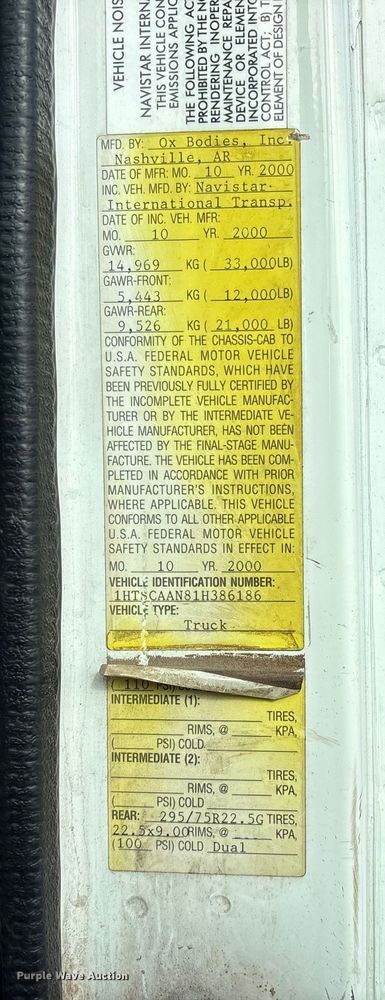 VEHICLE NOIS
NAVISTAR INTERNA
THIS VEHICLE CON
EMISSIONS APPLIC
THE FOLLOWING AC
PROHIBITED BY THE N
RENDERING INOPER
MAINTENANCE REPA
DEVICE OR ELEMEN
INCORPORATED INTO
CONTROL ACT; B) T
ELEMENT OF DESIGN I
MFD. BY: Ox Bodies, Inc.
Nashville, AR
DATE OF MFR: MO. 10 YR. 2000
INC. VEH. MFD. BY: Navistar
International Transp.
DATE OF INC. VEH. MFR:
MO. 10 YR. 2000
GVWR:
14,969 KG ( 33,000LB)
GAWR-FRONT:
5,443 KG ( 12,000LB)
GAWR-REAR:
9,526 KG ( 21,000 LB)
CONFORMITY OF THE CHASSIS-CAB TO
U.S.A. FEDERAL MOTOR VEHICLE
SAFETY STANDARDS, WHICH HAVE
BEEN PREVIOUSLY FULLY CERTIFIED BY
THE INCOMPLETE VEHICLE MANUFAC-
TURER OR BY THE INTERMEDIATE VE-
HICLE MANUFACTURER, HAS NOT BEEN
AFFECTED BY THE FINAL-STAGE MANU-
FACTURE. THE VEHICLE HAS BEEN COM-
PLETED IN ACCORDANCE WITH PRIOR
MANUFACTURER'S INSTRUCTIONS,
WHERE APPLICABLE. THIS VEHICLE
CONFORMS TO ALL OTHER APPLICABLE
U.S.A. FEDERAL MOTOR VEHICLE
SAFETY STANDARDS IN EFFECT IN:
MO. 10 YR. 2000
VEHICLE IDENTIFICATION NUMBER:
1HTSCAAN81H386186
VEHICLE TYPE:
Truck
(110 PSI) COLD
INTERMEDIATE (1):
TIRES,
RIMS, @ KPA,
( PSI) COLD
INTERMEDIATE (2):
TIRES,
RIMS, @ KPA,
( PSI) COLD
REAR: 295/75R22.5G TIRES,
22.5x9.00RIMS, @ KPA,
(100 PSI) COLD Dual
Purple Wave Auction